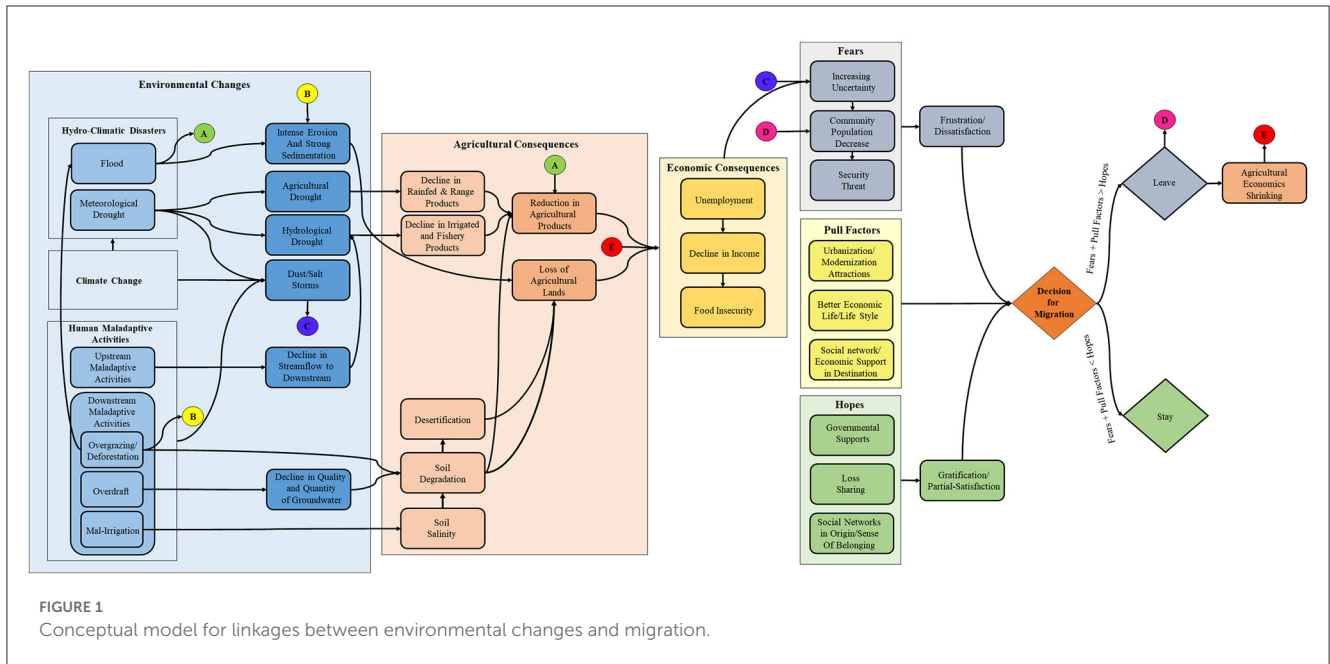 Environmental Changes
Hydro-Climatic Disasters
Flood
Meteorological
Drought
Climate Change
Human Maladaptive
Activities
Upstream
Maladaptive
Activities
Downstream
Maladaptive
Activities
Overgrazing/
Deforestation
Overdraft
Mal-Irrigation
A
B
B
Intense Erosion
And Strong
Sedimentation
Agricultural
Drought
Hydrological
Drought
Dust/Salt
Storms
C
Decline in
Streamflow to
Downstream
Decline in Quality
and Quantity
of Groundwater
Agricultural Consequences
Decline in
Rainfed & Range
Products
Decline in Irrigated
and Fishery
Products
A
Reduction in
Agricultural
Products
E
Loss of
Agricultural
Lands
Desertification
Soil
Degradation
Soil
Salinity
Economic Consequences
Unemployment
Decline in Income
Food Insecurity
C
D
Fears
Increasing
Uncertainty
Community
Population
Decrease
Security
Threat
Pull Factors
Urbanization/
Modernization
Attractions
Better Economic
Life/Life Style
Social network/
Economic Support
in Destination
Hopes
Governmental
Supports
Loss
Sharing
Social Networks
in Origin/Sense
Of Belonging
Frustration/
Dissatisfaction
Gratification/
Partial-Satisfaction
Decision
for
Migration
Fears + Pull Factors > Hopes
Fears + Pull Factors < Hopes
D
Leave
E
Agricultural
Economics
Shrinking
Stay
FIGURE 1
Conceptual model for linkages between environmental changes and migration.